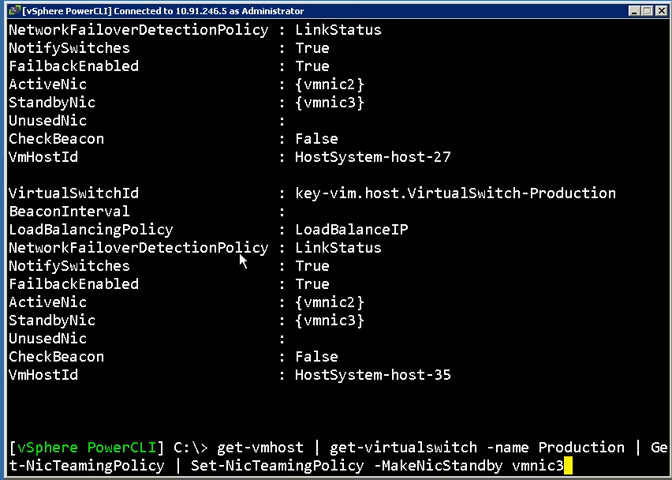 [vSphere PowerCLI] Connected to 10.91.246.5 as Administrator
NetworkFailoverDetectionPolicy : LinkStatus
NotifySwitches : True
FailbackEnabled : True
ActiveNic : {vmnic2}
StandbyNic : {vmnic3}
UnusedNic :
CheckBeacon : False
VmHostId : HostSystem-host-27
VirtualSwitchId : key-vim.host.VirtualSwitch-Production
BeaconInterval :
LoadBalancingPolicy : LoadBalanceIP
NetworkFailoverDetectionPolicy : LinkStatus
NotifySwitches : True
FailbackEnabled : True
ActiveNic : {vmnic2}
StandbyNic : {vmnic3}
UnusedNic :
CheckBeacon : False
VmHostId : HostSystem-host-35
[vSphere PowerCLI] C:\> get-vmhost | get-virtualswitch -name Production | Ge
t-NicTeamingPolicy | Set-NicTeamingPolicy -MakeNicStandby vmnic3